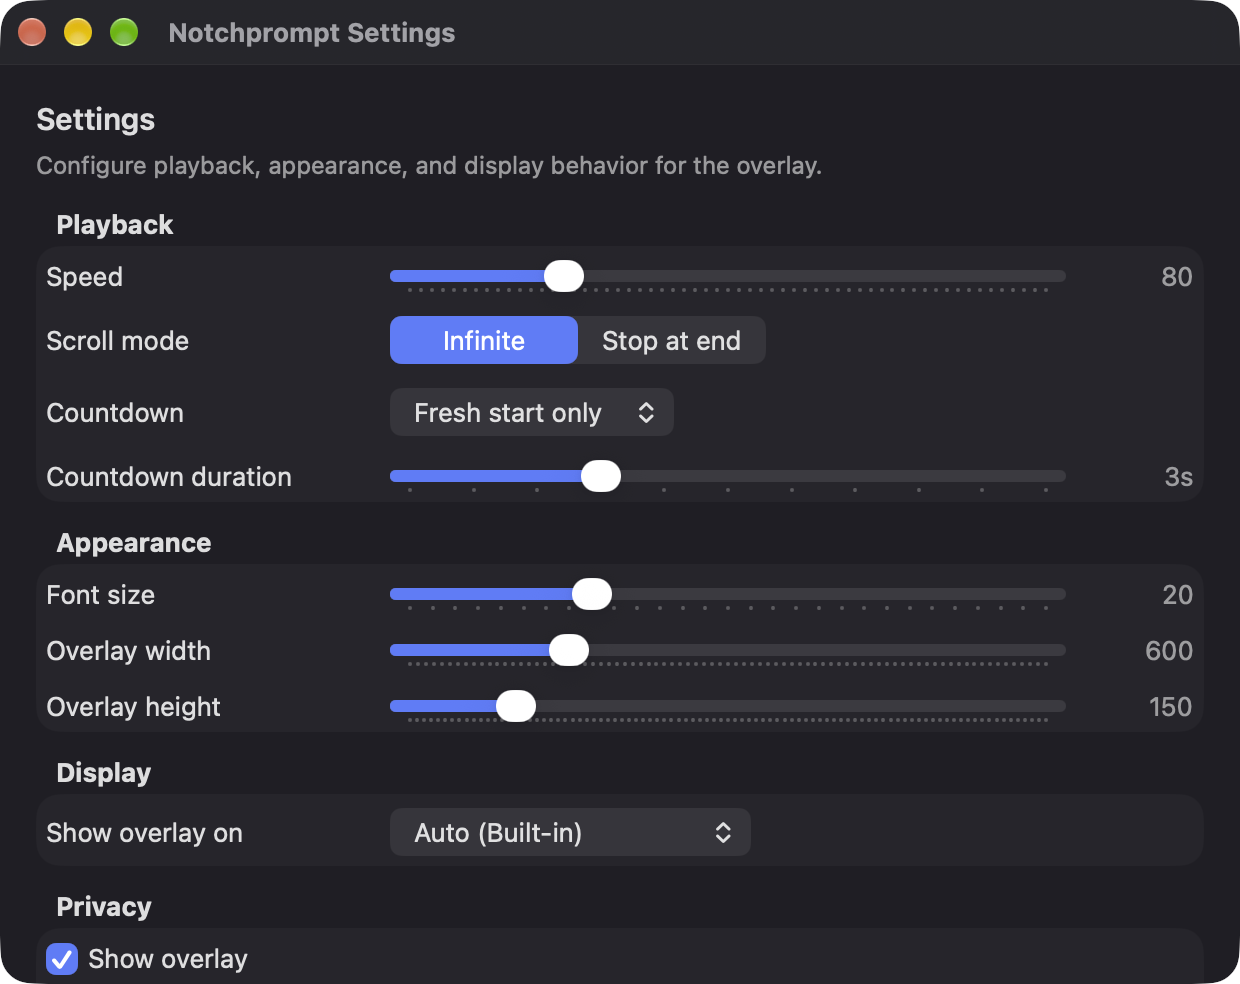 Notchprompt Settings
Settings
Configure playback, appearance, and display behavior for the overlay.
Playback
Speed 80
Scroll mode Infinite Stop at end
Countdown Fresh start only
Countdown duration 3s
Appearance
Font size 20
Overlay width 600
Overlay height 150
Display
Show overlay on Auto (Built-in)
Privacy
Show overlay